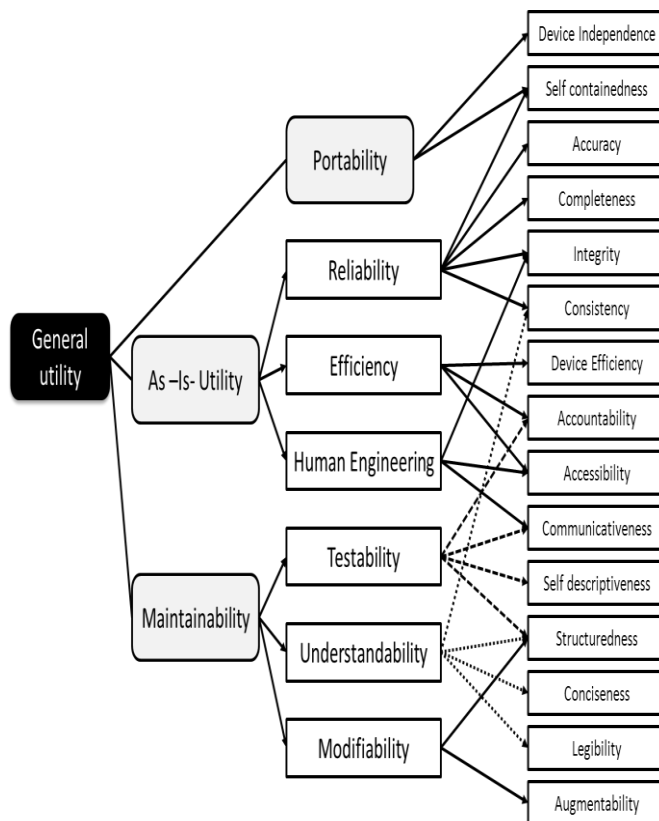 General
utility
Portability
As –Is- Utility
Maintainability
Reliability
Efficiency
Human Engineering
Testability
Understandability
Modifiability
Device Independence
Self containedness
Accuracy
Completeness
Integrity
Consistency
Device Efficiency
Accountability
Accessibility
Communicativeness
Self descriptiveness
Structuredness
Conciseness
Legibility
Augmentability